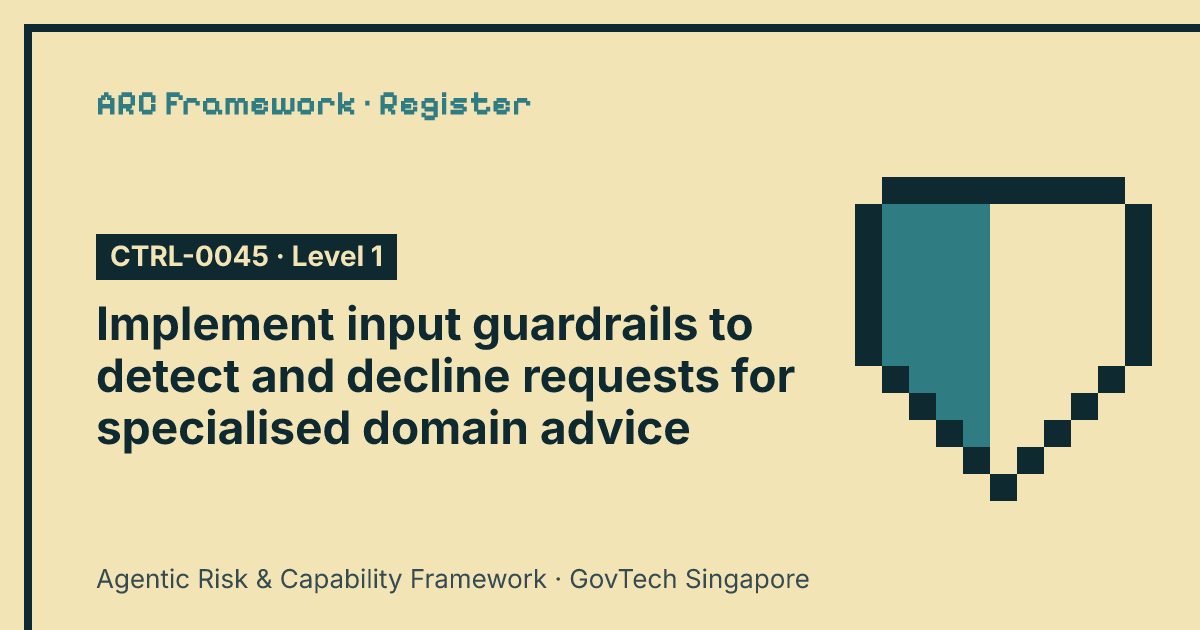 ARC Framework · Register
CTRL-0045 · Level 1
Implement input guardrails to
detect and decline requests for
specialised domain advice
Agentic Risk & Capability Framework · GovTech Singapore